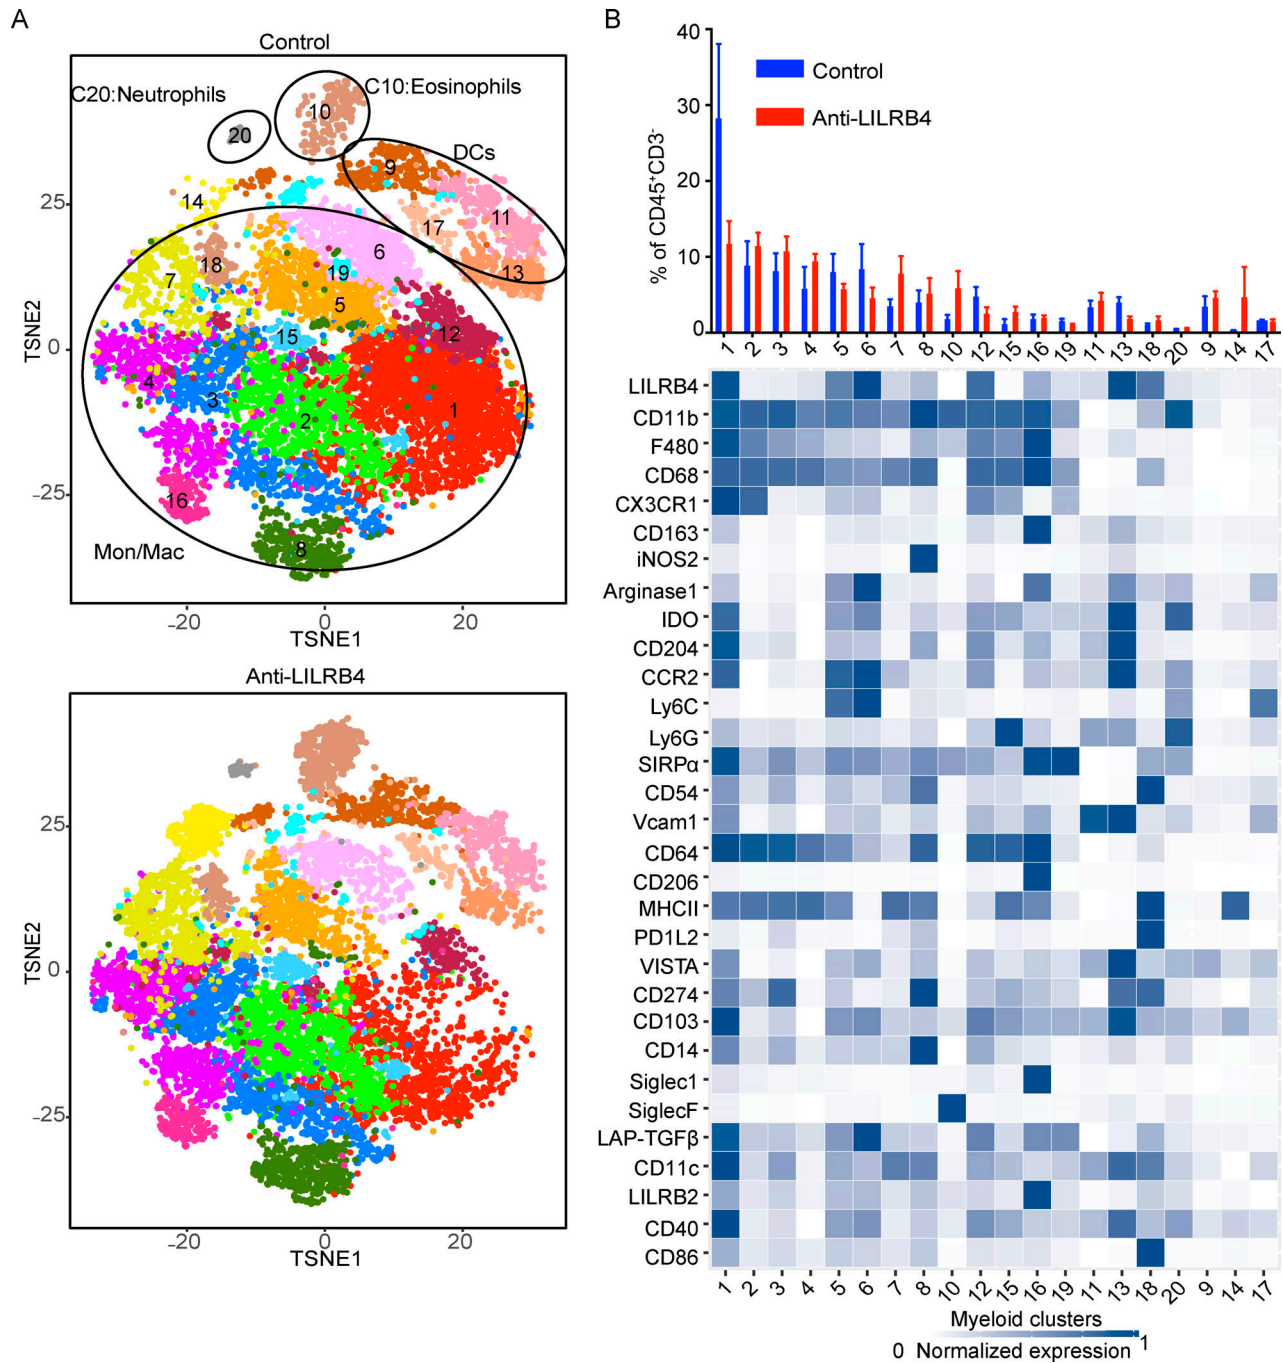 A
Control
C20:Neutrophils
C10:Eosinophils
DCs
10
20
9
11
17
14
13
6
18
7
19
5
12
15
4
3
2
1
16
8
Mon/Mac
25
0
-25
TSNE2
-20 0 20
TSNE1
Anti-LILRB4
25
0
-25
TSNE2
-20 0 20
TSNE1
B
Control
Anti-LILRB4
% of CD45⁺CD3⁻
40
30
20
10
0
1 2 3 4 5 6 7 8 10 12 15 16 19 11 13 18 20 9 14 17
LILRB4
CD11b
F480
CD68
CX3CR1
CD163
iNOS2
Arginase1
IDO
CD204
CCR2
Ly6C
Ly6G
SIRPα
CD54
Vcam1
CD64
CD206
MHCII
PD1L2
VISTA
CD274
CD103
CD14
Siglec1
SiglecF
LAP-TGFβ
CD11c
LILRB2
CD40
CD86
1 2 3 4 5 6 7 8 10 12 15 16 19 11 13 18 20 9 14 17
Myeloid clusters
0 Normalized expression 1